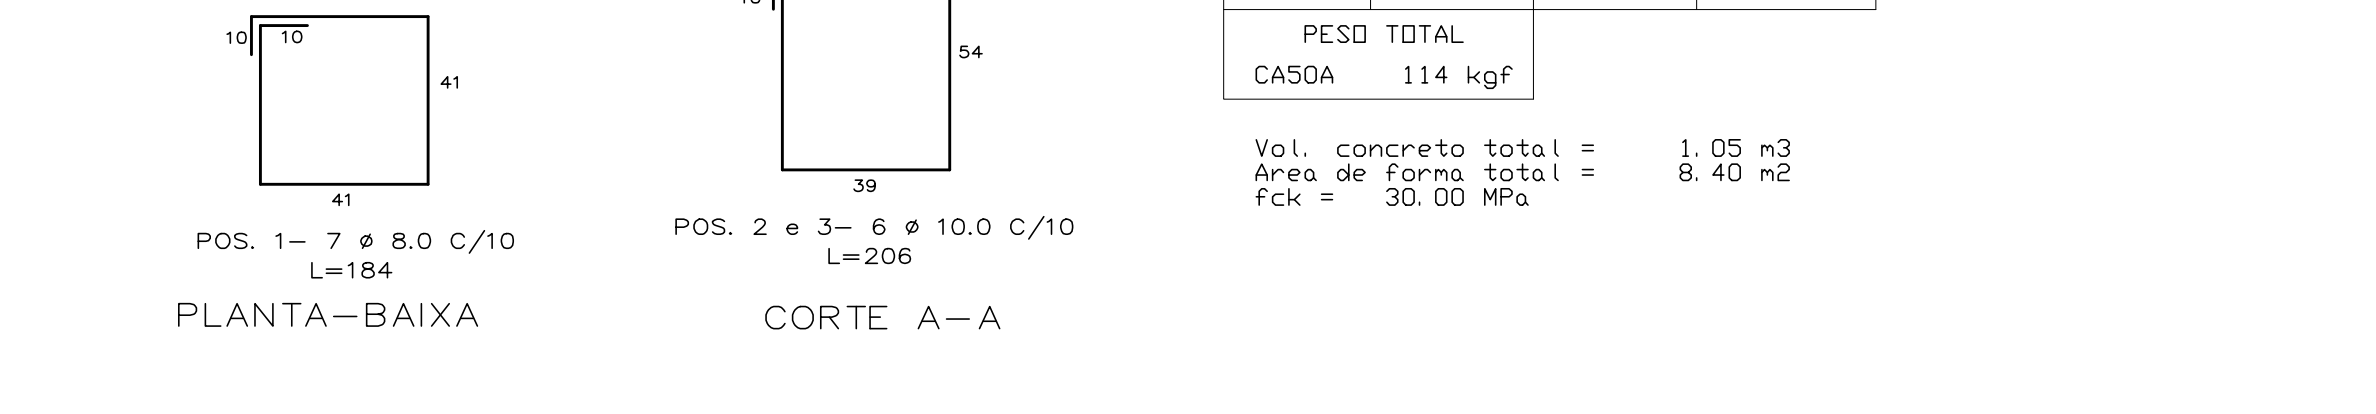 10
10
41
41
POS. 1- 7 ø 8.0 C/10
L=184
PLANTA-BAIXA
54
39
POS. 2 e 3- 6 ø 10.0 C/10
L=206
CORTE A-A
PESO TOTAL
CA50A 114 kgf
Vol. concreto total = 1.05 m3
Area de forma total = 8.40 m2
fck = 30.00 MPa